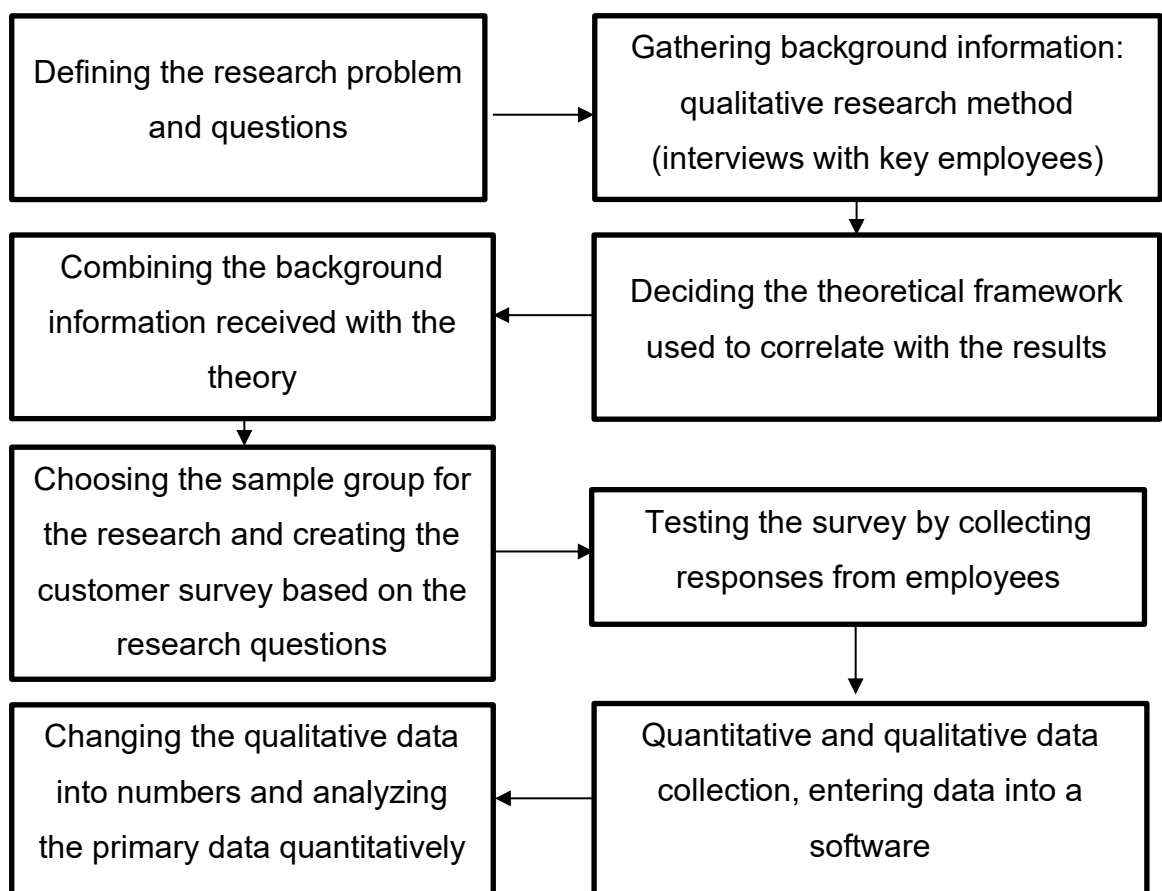 Defining the research problem
and questions
Gathering background information:
qualitative research method
(interviews with key employees)
Deciding the theoretical framework
used to correlate with the results
Combining the background
information received with the
theory
Choosing the sample group for
the research and creating the
customer survey based on the
research questions
Testing the survey by collecting
responses from employees
Quantitative and qualitative data
collection, entering data into a
software
Changing the qualitative data
into numbers and analyzing
the primary data quantitatively